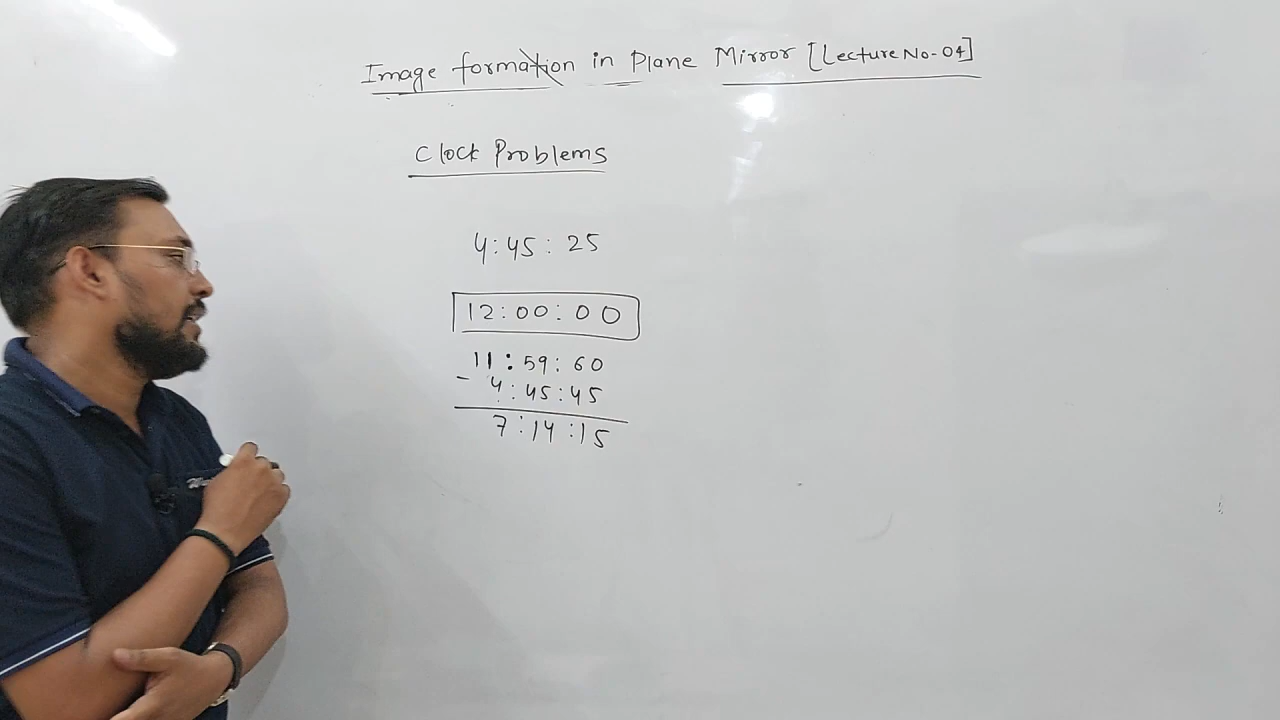 Image formation in Plane Mirror [Lecture No-04]
Clock Problems
4:45:25
12:00:00
11:59:60
- 4:45:45
7:14:15